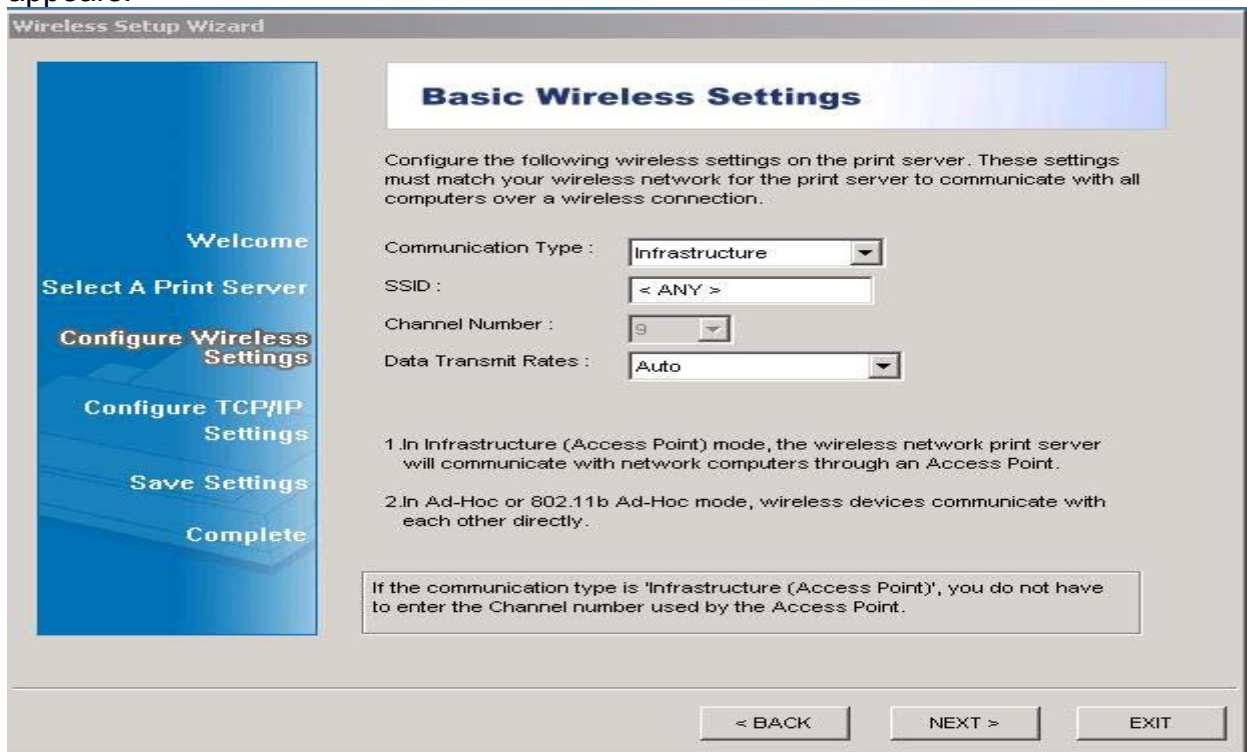 appears.
Wireless Setup Wizard
Basic Wireless Settings
Configure the following wireless settings on the print server. These settings
must match your wireless network for the print server to communicate with all
computers over a wireless connection.
Welcome
Select A Print Server
Configure Wireless
Settings
Configure TCP/IP
Settings
Save Settings
Complete
Communication Type : Infrastructure
SSID : < ANY >
Channel Number : 9
Data Transmit Rates : Auto
1.In Infrastructure (Access Point) mode, the wireless network print server
will communicate with network computers through an Access Point.
2.In Ad-Hoc or 802.11b Ad-Hoc mode, wireless devices communicate with
each other directly.
If the communication type is 'Infrastructure (Access Point)', you do not have
to enter the Channel number used by the Access Point.
< BACK NEXT > EXIT